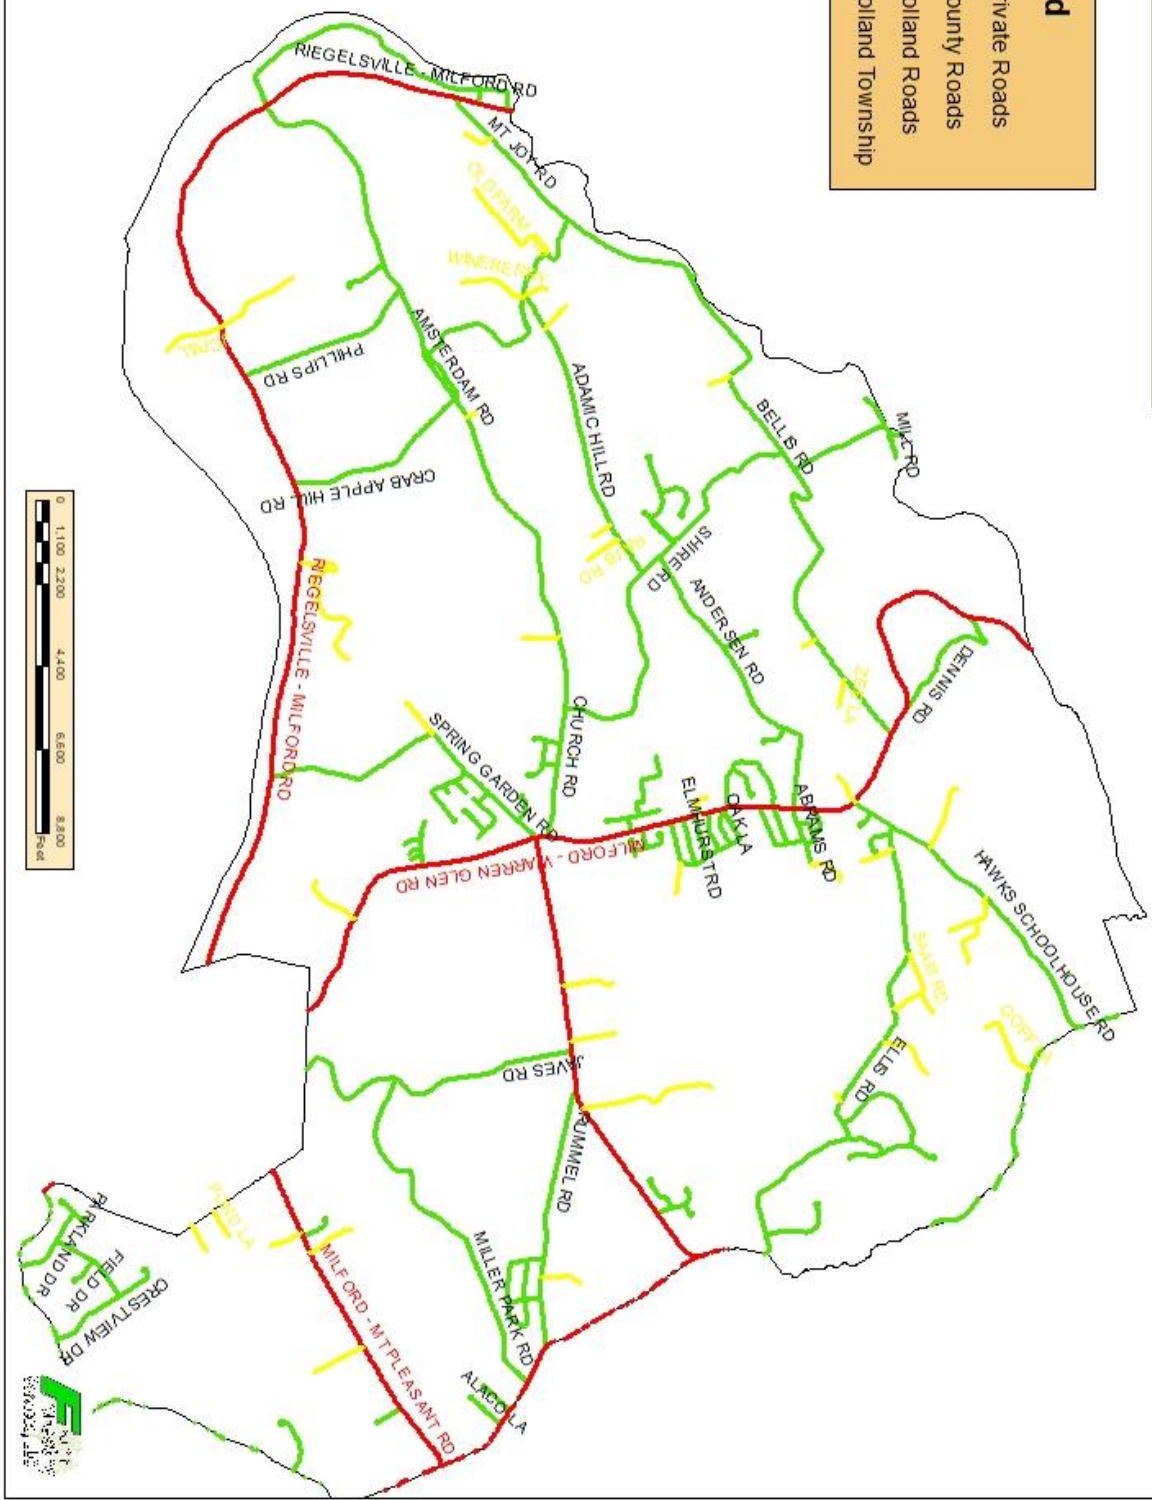 d
ivate Roads
ounty Roads
olland Roads
olland Township
RIEGELSVILLE - MILFORD RD
MT JOY RD
OLD FARM
WINEBERRY
PHILLIPS RD
AMSTERDAM RD
ADAMIC HILL RD
BELLIS RD
MILL RD
CRAB APPLE HILL RD
SHIRE RD
ANDERSEN RD
RIEGELSVILLE - MILFORD RD
DENNIS RD
CHURCH RD
SPRING GARDEN RD
ELMHURST RD
OAK LA
ABRAMS RD
MILFORD - WARREN GLEN RD
HAWKS SCHOOLHOUSE RD
SAAM RD
ELLIS RD
JAVES RD
RUMMEL RD
MILLER PARK RD
POND LA
MILFORD - MT PLEASANT RD
ALACO LA
PARKLAND DR
FIELD DR
CRESTVIEW DR
0 1,100 2,200 4,400 6,600 8,800
Feet
F